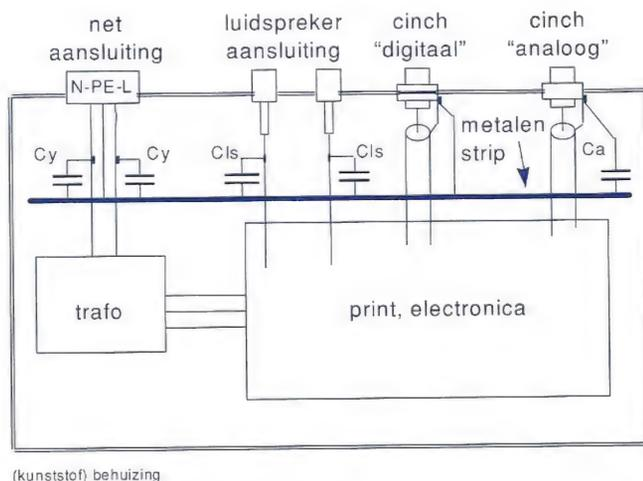 net
aansluiting
luidspreker
aansluiting
cinch
“digitaal”
cinch
“analoog”
N-PE-L
Cy
Cy
Cls
Cls
metalen
strip
Ca
trafo
print, electronica
(kunststof) behuizing